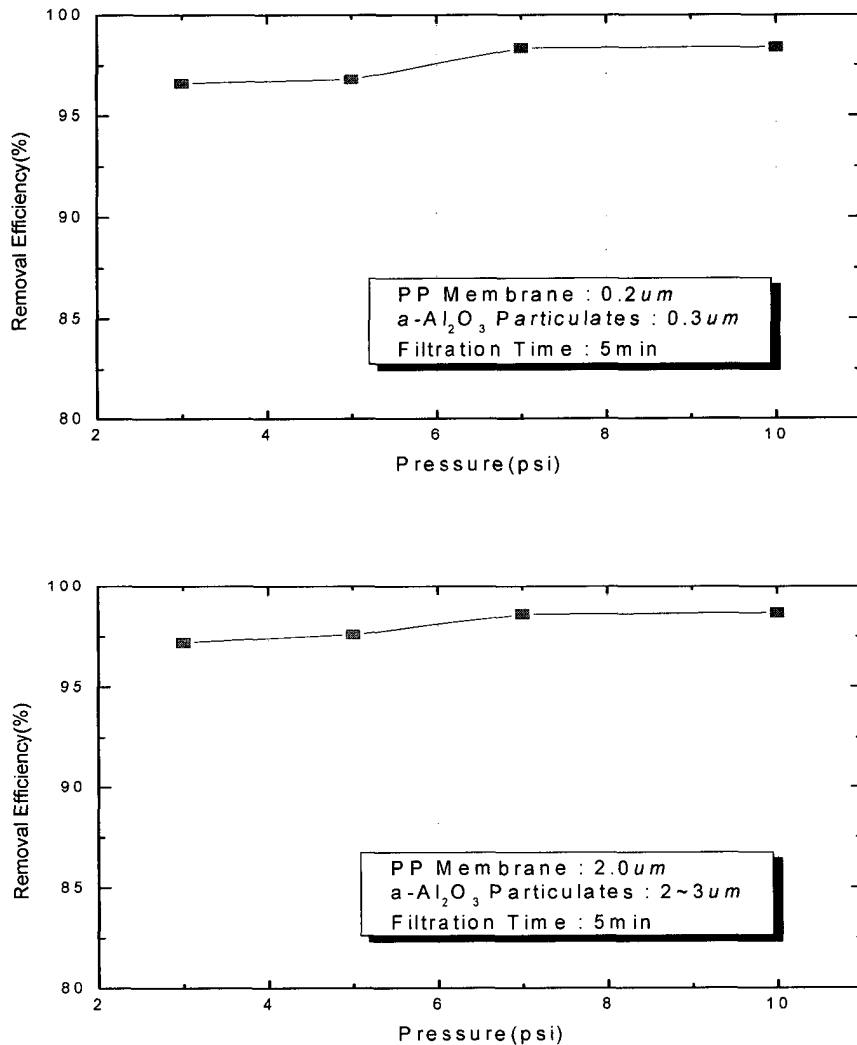 100
95
90
85
80
Removal Efficiency(%)
PP Membrane : 0.2um
a-Al₂O₃ Particulates : 0.3um
Filtration Time : 5min
2 4 6 8 10
Pressure(psi)
100
95
90
85
80
Removal Efficiency(%)
PP Membrane : 2.0um
a-Al₂O₃ Particulates : 2~3um
Filtration Time : 5min
2 4 6 8 10
Pressure(psi)